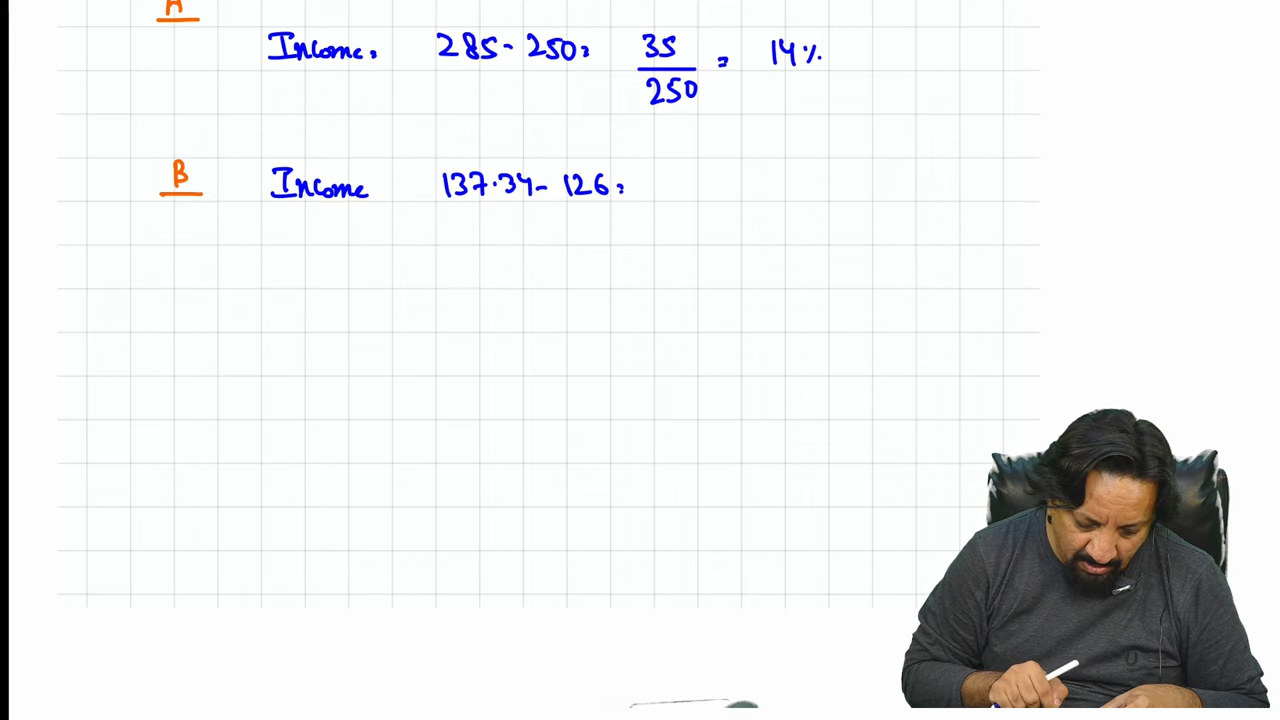 A
Income = 285 - 250 = 35/250 = 14%
B Income 137.34 - 126 =